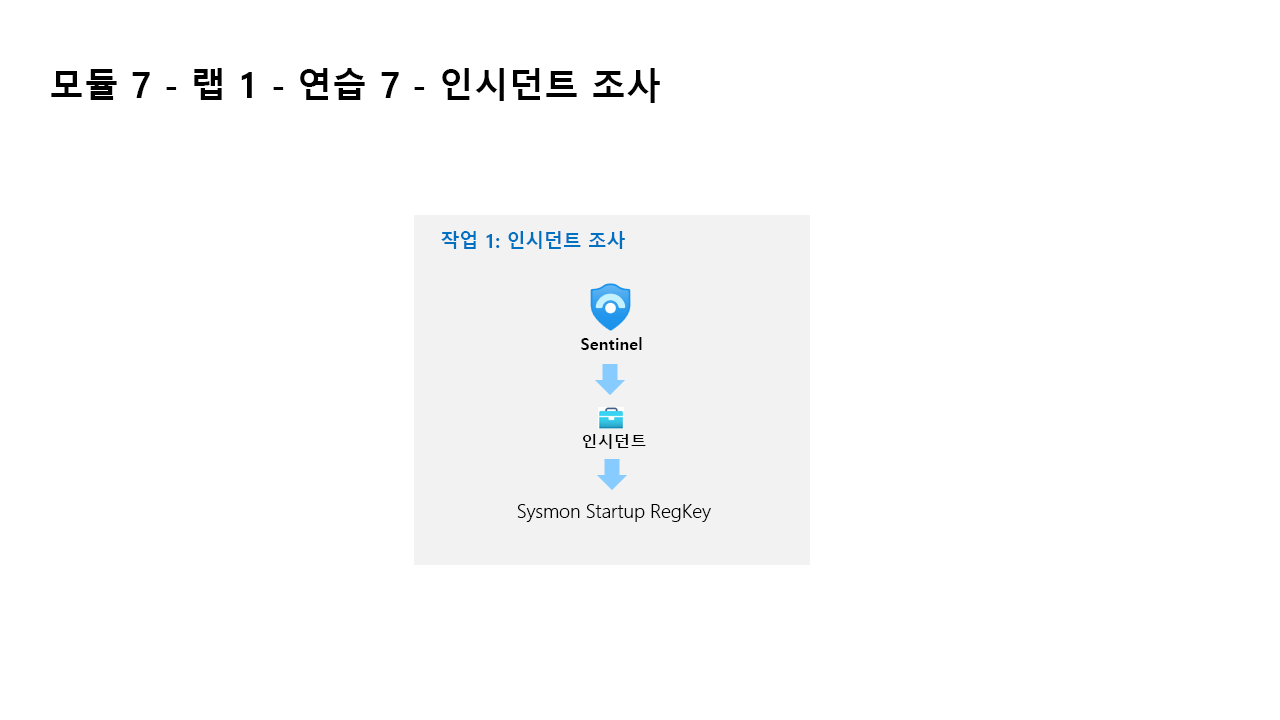 모듈 7 - 랩 1 - 연습 7 - 인시던트 조사
작업 1: 인시던트 조사
Sentinel
인시던트
Sysmon Startup RegKey